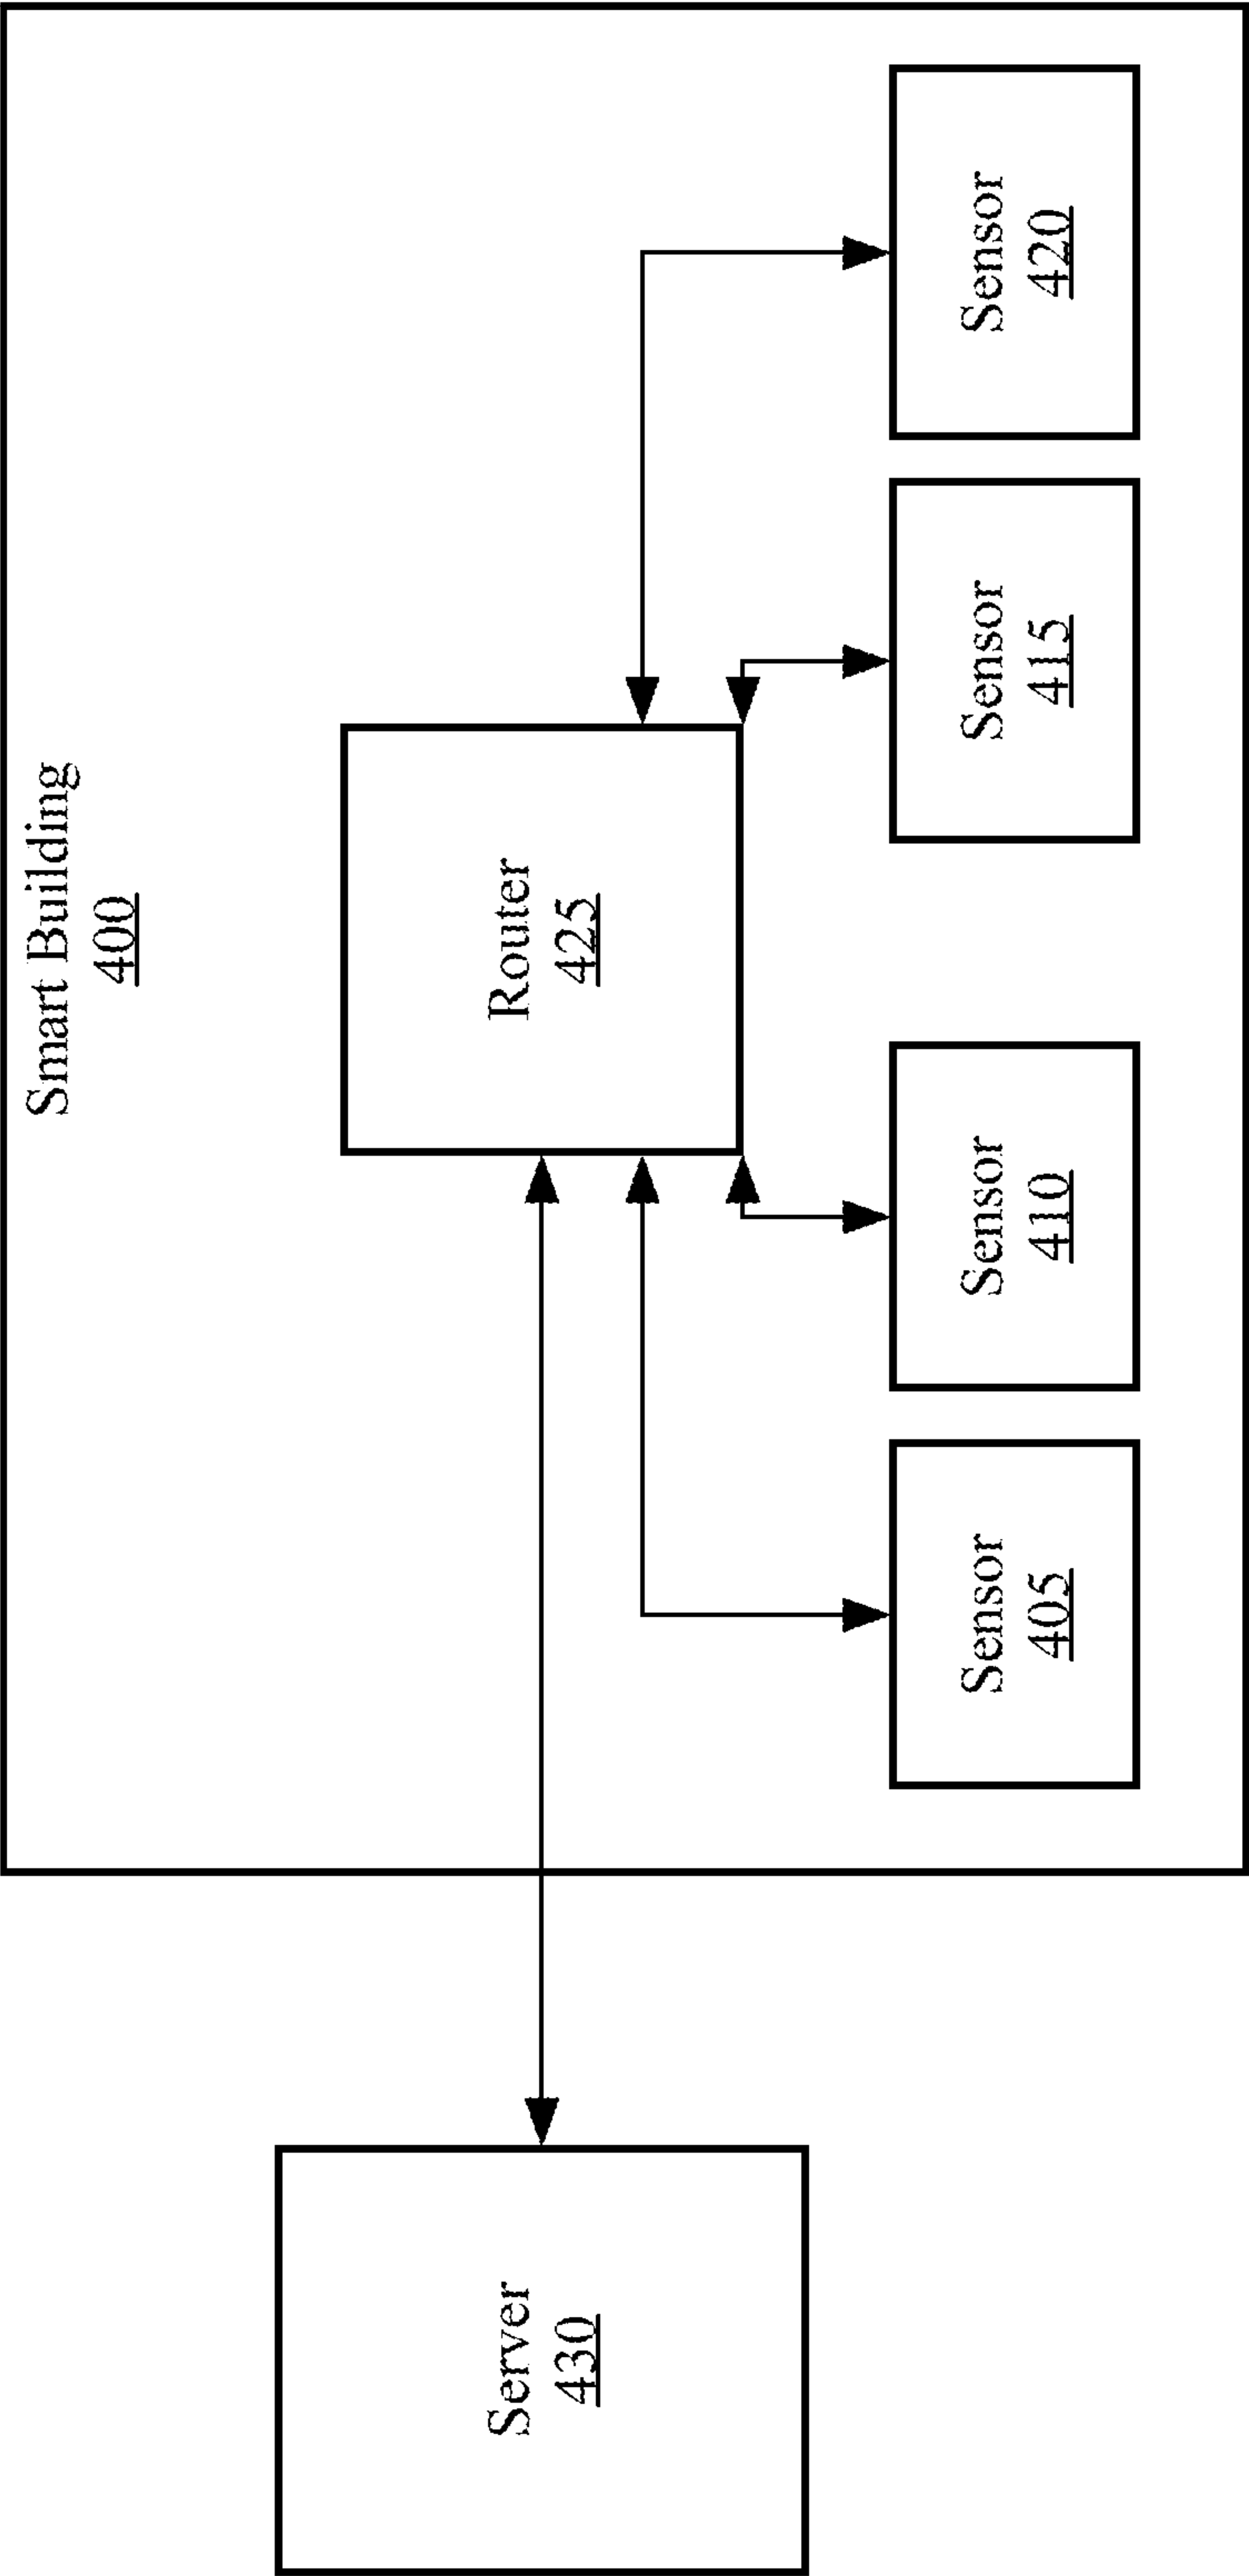 Smart Building
400
Server
430
Router
425
Sensor
405
Sensor
410
Sensor
415
Sensor
420